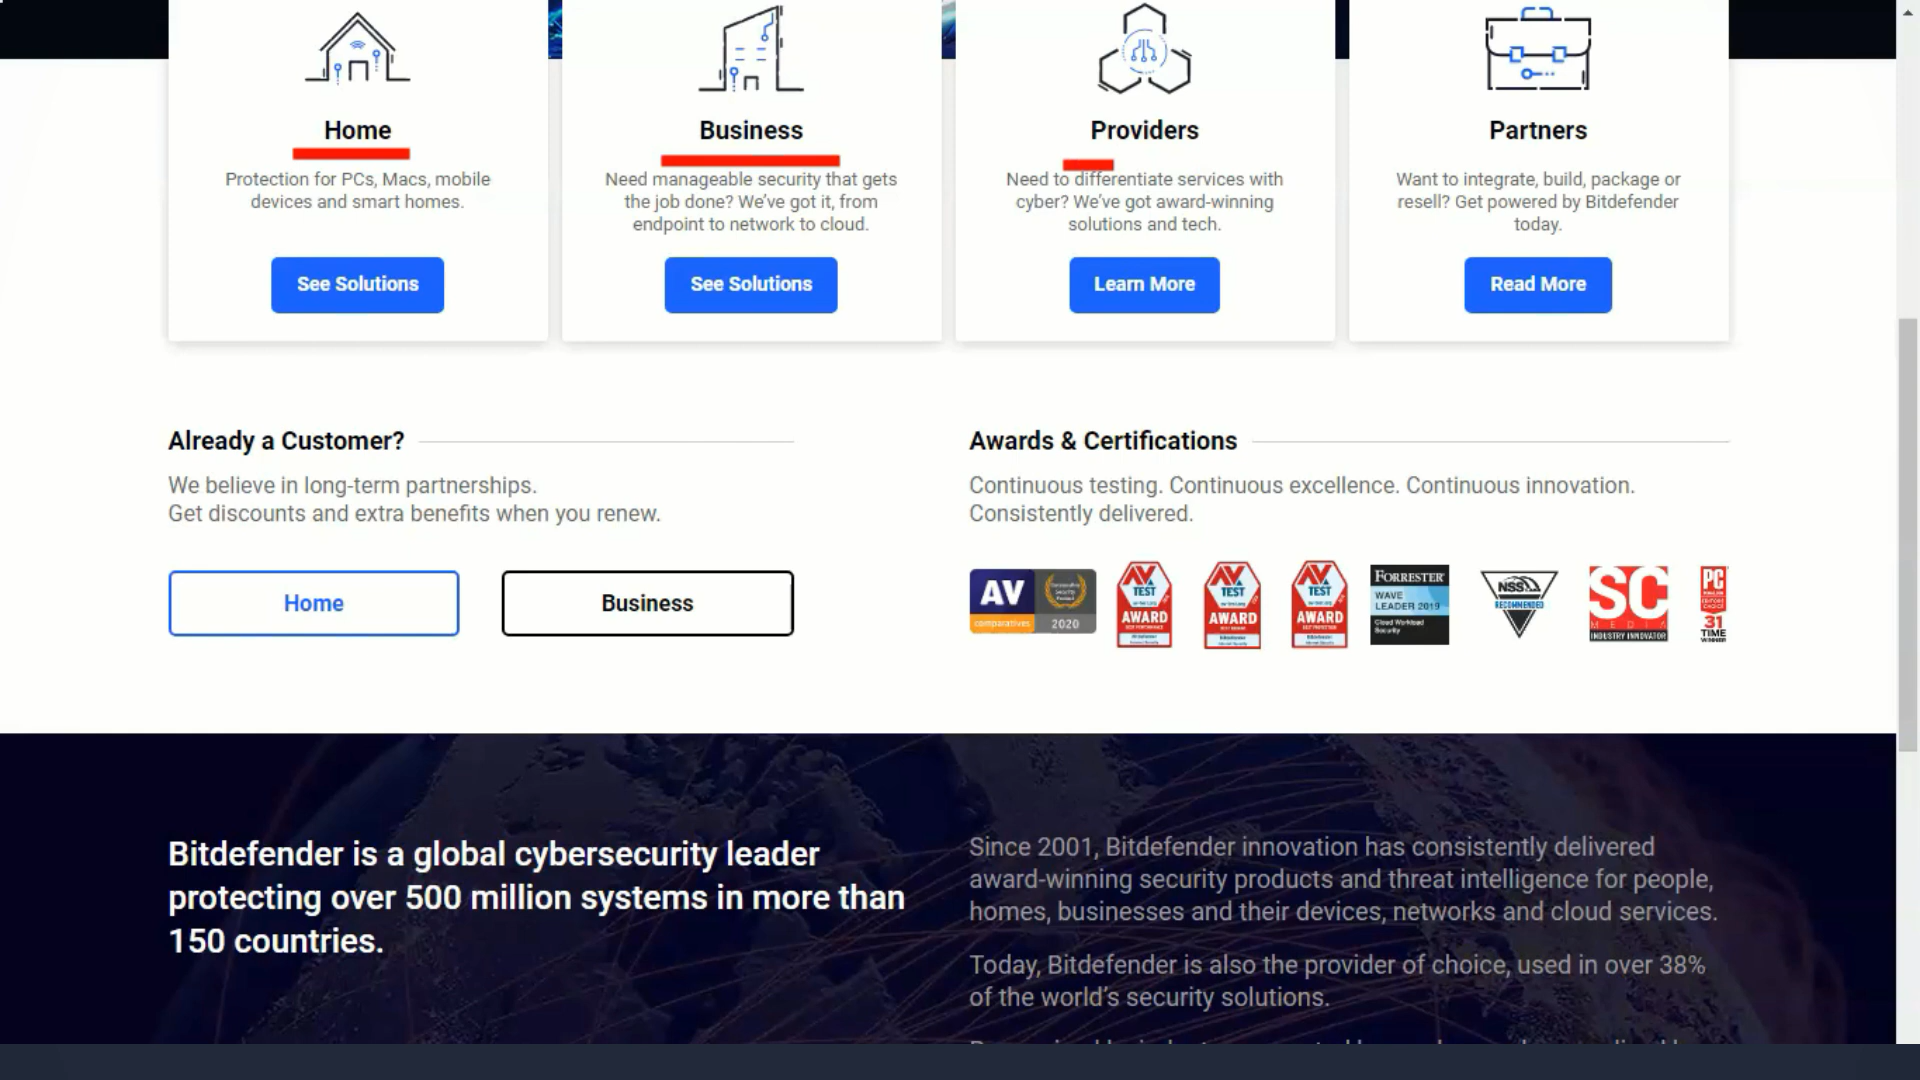 Home
Protection for PCs, Macs, mobile
devices and smart homes.
See Solutions
Business
Need manageable security that gets
the job done? We've got it, from
endpoint to network to cloud.
See Solutions
Providers
Need to differentiate services with
cyber? We've got award-winning
solutions and tech.
Learn More
Partners
Want to integrate, build, package or
resell? Get powered by Bitdefender
today.
Read More
Already a Customer?
We believe in long-term partnerships.
Get discounts and extra benefits when you renew.
Home
Business
Awards & Certifications
Continuous testing. Continuous excellence. Continuous innovation.
Consistently delivered.
AV
comparatives
2020
AV
TEST
AWARD
AV
TEST
AWARD
AV
TEST
AWARD
FORRESTER
WAVE
LEADER 2019
Cloud Workload
Security
NSS
RECOMMENDED
SC
MEDIA
INDUSTRY INNOVATOR
PC
31
TIME
WINNER
Bitdefender is a global cybersecurity leader
protecting over 500 million systems in more than
150 countries.
Since 2001, Bitdefender innovation has consistently delivered
award-winning security products and threat intelligence for people,
homes, businesses and their devices, networks and cloud services.
Today, Bitdefender is also the provider of choice, used in over 38%
of the world's security solutions.